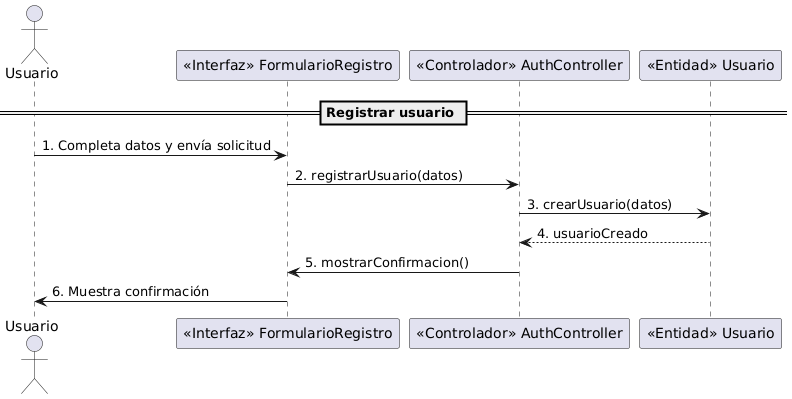 Usuario
«Interfaz» FormularioRegistro
«Controlador» AuthController
«Entidad» Usuario
Registrar usuario
1. Completa datos y envía solicitud
2. registrarUsuario(datos)
3. crearUsuario(datos)
4. usuarioCreado
5. mostrarConfirmacion()
6. Muestra confirmación
Usuario
«Interfaz» FormularioRegistro
«Controlador» AuthController
«Entidad» Usuario